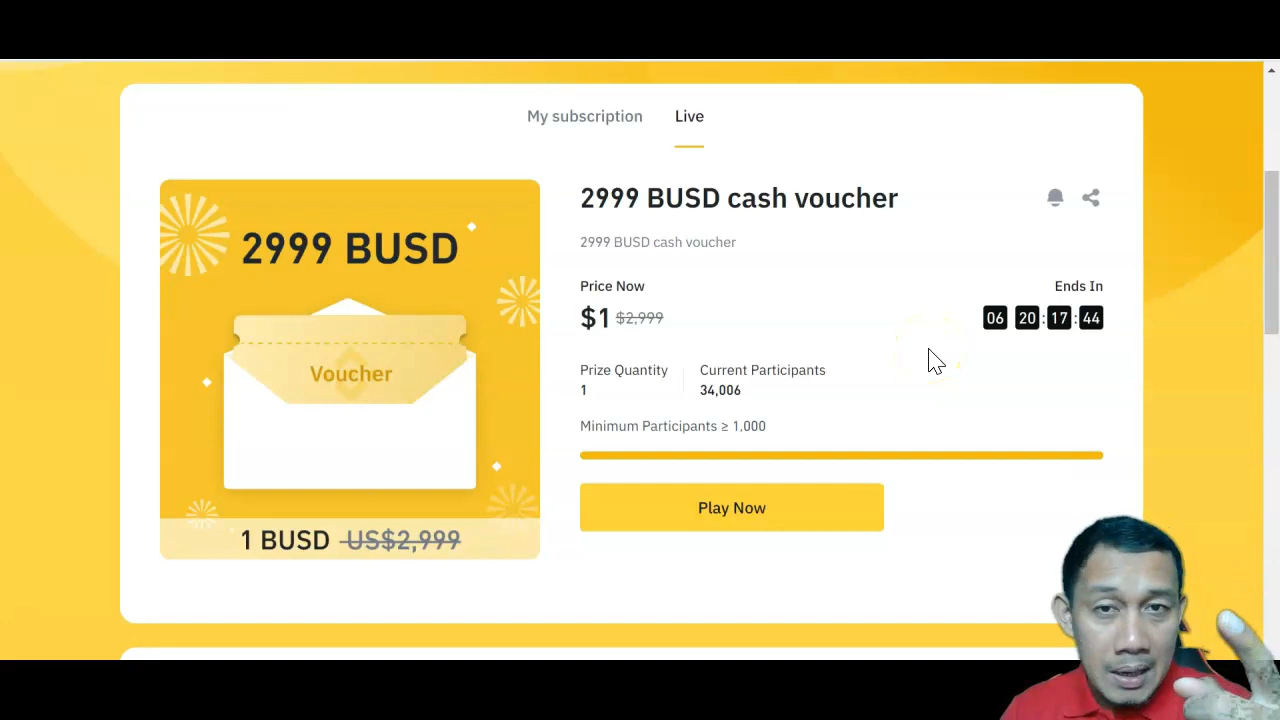 My subscription
Live
2999 BUSD
Voucher
1 BUSD US$2,999
2999 BUSD cash voucher
2999 BUSD cash voucher
Price Now
Ends In
$1 $2,999
06 20 : 17 : 44
Prize Quantity
Current Participants
1
34,006
Minimum Participants ≥ 1,000
Play Now